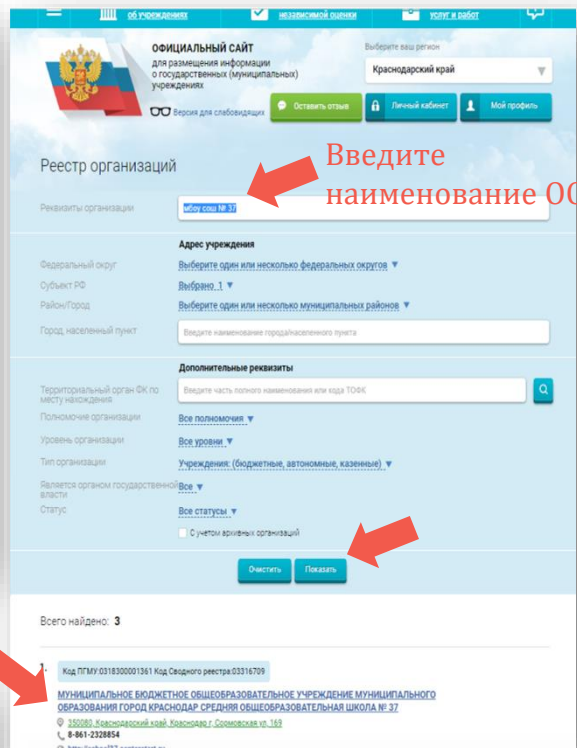 об учреждениях
независимой оценки
услуг и работ
ОФИЦИАЛЬНЫЙ САЙТ
для размещения информации
о государственных (муниципальных)
учреждениях
Версия для слабовидящих
Выберите ваш регион
Краснодарский край
Оставить отзыв
Личный кабинет
Мой профиль
Реестр организаций
Введите
наименование ОО
Реквизиты организации
мбоу сош № 37
Адрес учреждения
Федеральный округ
Выберите один или несколько федеральных округов
Субъект РФ
Выбрано 1
Район/Город
Выберите один или несколько муниципальных районов
Город, населенный пункт
Введите наименование города/населенного пункта
Дополнительные реквизиты
Территориальный орган ФК по
месту нахождения
Введите часть полного наименования или кода ТОФК
Полномочие организации
Все полномочия
Уровень организации
Все уровни
Тип организации
Учреждения: (бюджетные, автономные, казенные)
Является органом государственной
власти
Все
Статус
Все статусы
С учетом архивных организаций
Очистить
Показать
Всего найдено: 3
1.
Код ПГМУ:0318300001361 Код Сводного реестра:03316709
МУНИЦИПАЛЬНОЕ БЮДЖЕТНОЕ ОБЩЕОБРАЗОВАТЕЛЬНОЕ УЧРЕЖДЕНИЕ МУНИЦИПАЛЬНОГО
ОБРАЗОВАНИЯ ГОРОД КРАСНОДАР СРЕДНЯЯ ОБЩЕОБРАЗОВАТЕЛЬНАЯ ШКОЛА № 37
350080, Краснодарский край, Краснодар г, Сормовская ул, 169
8-861-2328854